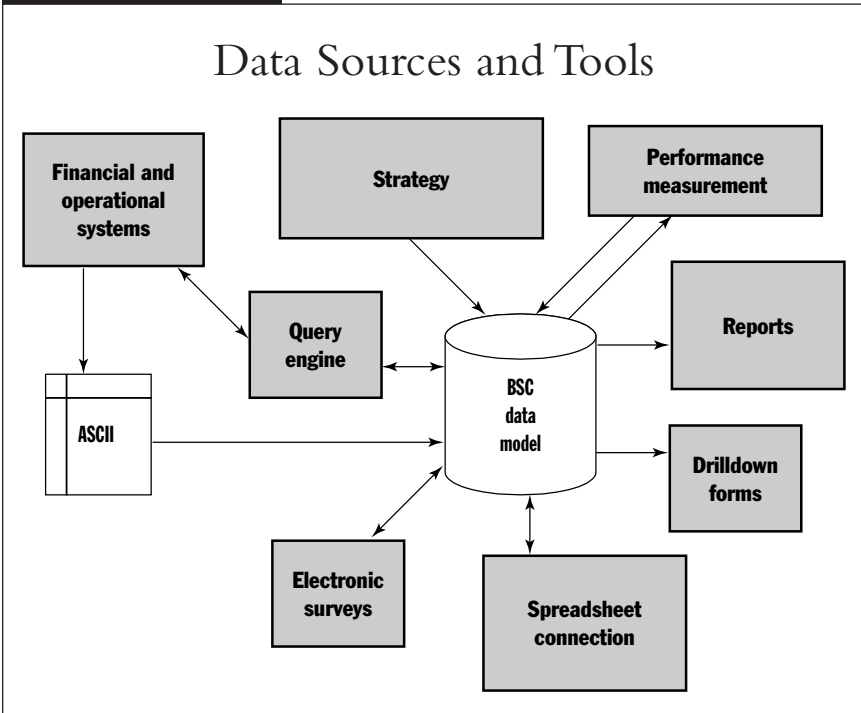 Data Sources and Tools
Financial and
operational
systems
Strategy
Performance
measurement
Query
engine
Reports
BSC
data
model
ASCII
Drilldown
forms
Electronic
surveys
Spreadsheet
connection